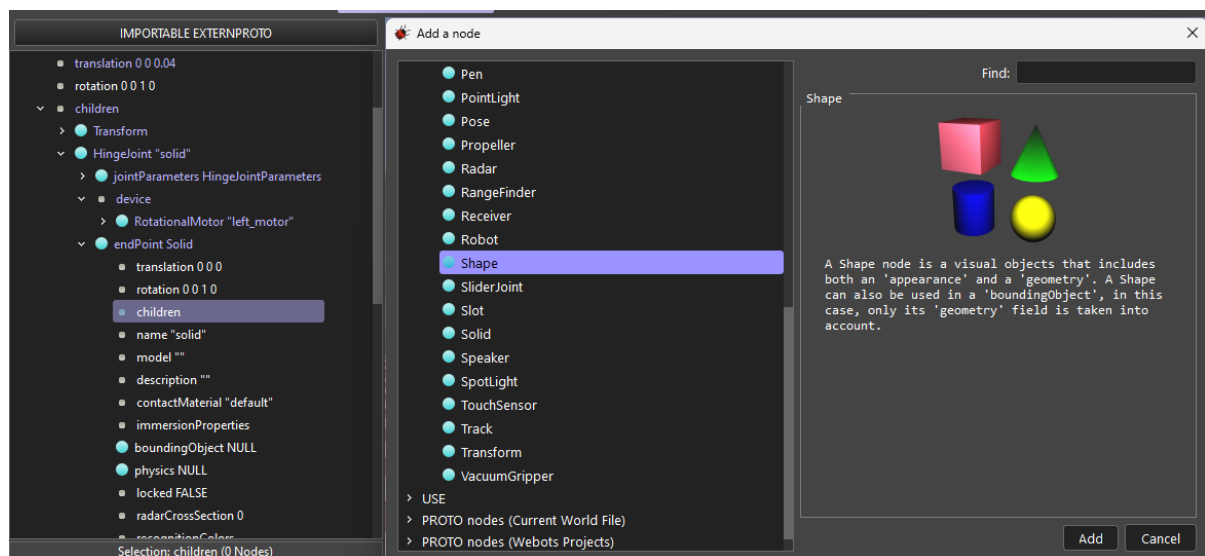 IMPORTABLE EXTERNPROTO
translation 0 0 0.04
rotation 0 0 1 0
children
Transform
HingeJoint "solid"
jointParameters HingeJointParameters
device
RotationalMotor "left_motor"
endPoint Solid
translation 0 0 0
rotation 0 0 1 0
children
name "solid"
model ""
description ""
contactMaterial "default"
immersionProperties
boundingObject NULL
physics NULL
locked FALSE
radarCrossSection 0
recognitionColors
Selection: children (0 Nodes)
Add a node
Pen
PointLight
Pose
Propeller
Radar
RangeFinder
Receiver
Robot
Shape
SliderJoint
Slot
Solid
Speaker
SpotLight
TouchSensor
Track
Transform
VacuumGripper
USE
PROTO nodes (Current World File)
PROTO nodes (Webots Projects)
Find:
Shape
A Shape node is a visual objects that includes
both an 'appearance' and a 'geometry'. A Shape
can also be used in a 'boundingObject', in this
case, only its 'geometry' field is taken into
account.
Add
Cancel